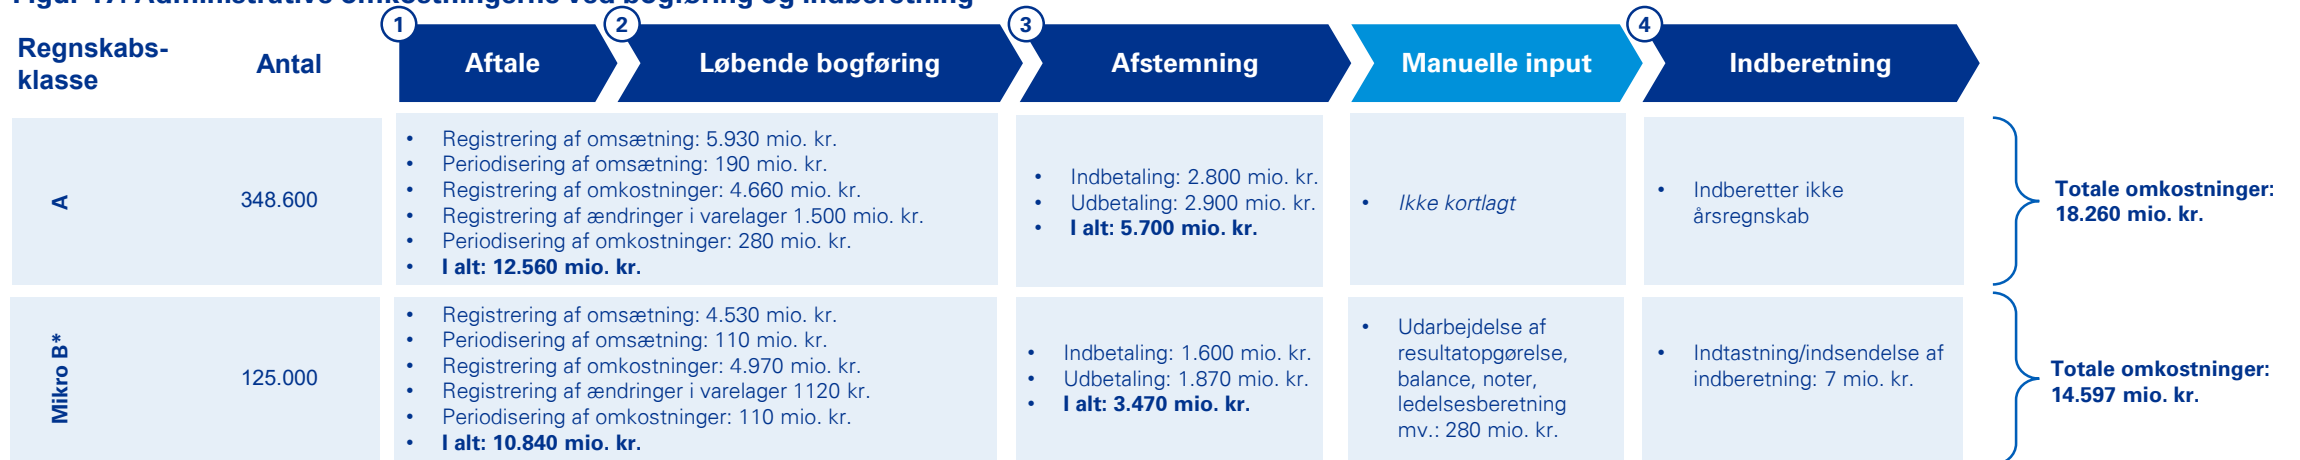 Figur 17: Administrative omkostningerne ved bogføring og indberetning
1
2
3
4
Regnskabs-
klasse
Antal
Aftale
Løbende bogføring
Afstemning
Manuelle input
Indberetning
A
348.600
• Registrering af omsætning: 5.930 mio. kr.
• Periodisering af omsætning: 190 mio. kr.
• Registrering af omkostninger: 4.660 mio. kr.
• Registrering af ændringer i varelager 1.500 mio. kr.
• Periodisering af omkostninger: 280 mio. kr.
• I alt: 12.560 mio. kr.
• Indbetaling: 2.800 mio. kr.
• Udbetaling: 2.900 mio. kr.
• I alt: 5.700 mio. kr.
• Ikke kortlagt
• Indberetter ikke
årsregnskab
Totale omkostninger:
18.260 mio. kr.
Mikro B*
125.000
• Registrering af omsætning: 4.530 mio. kr.
• Periodisering af omsætning: 110 mio. kr.
• Registrering af omkostninger: 4.970 mio. kr.
• Registrering af ændringer i varelager 1120 kr.
• Periodisering af omkostninger: 110 mio. kr.
• I alt: 10.840 mio. kr.
• Indbetaling: 1.600 mio. kr.
• Udbetaling: 1.870 mio. kr.
• I alt: 3.470 mio. kr.
• Udarbejdelse af
resultatopgørelse,
balance, noter,
ledelsesberetning
mv.: 280 mio. kr.
• Indtastning/indsendelse af
indberetning: 7 mio. kr.
Totale omkostninger:
14.597 mio. kr.